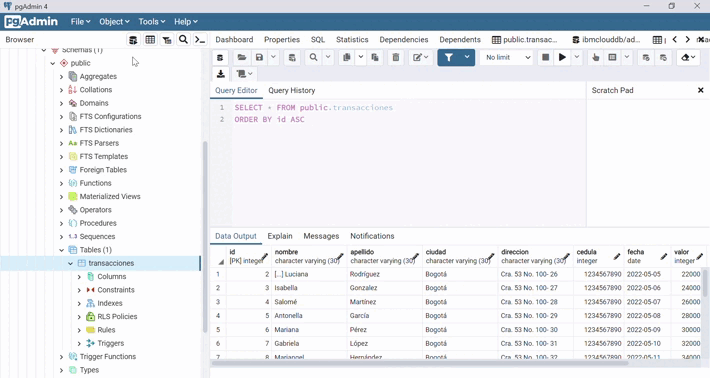 pgAdmin 4
pgAdmin File Object Tools Help
Browser
Dashboard Properties SQL Statistics Dependencies Dependents public.transac... ibmclouddb/ad...
Schemas (1)
public
Aggregates
Collations
Domains
FTS Configurations
FTS Dictionaries
FTS Parsers
FTS Templates
Foreign Tables
Functions
Materialized Views
Operators
Procedures
Sequences
Tables (1)
transacciones
Columns
Constraints
Indexes
RLS Policies
Rules
Triggers
Trigger Functions
Types
No limit
Query Editor Query History
Scratch Pad
1 SELECT * FROM public.transacciones
2 ORDER BY id ASC
Data Output Explain Messages Notifications
id nombre apellido ciudad direccion cedula fecha valor
[PK] integer character varying (30) character varying (30) character varying (30) character varying (30) integer date integer
1 2 [...] Luciana Rodríguez Bogotá Cra. 53 No. 100- 26 1234567890 2022-05-05 22000
2 3 Isabella Gonzalez Bogotá Cra. 53 No. 100- 27 1234567890 2022-05-06 24000
3 4 Salomé Martínez Bogotá Cra. 53 No. 100- 28 1234567890 2022-05-07 26000
4 5 Antonella García Bogotá Cra. 53 No. 100- 29 1234567890 2022-05-08 28000
5 6 Mariana Pérez Bogotá Cra. 53 No. 100- 30 1234567890 2022-05-09 30000
6 7 Gabriela López Bogotá Cra. 53 No. 100- 31 1234567890 2022-05-10 32000
7 8 Mariangel Hernández Bogotá Cra. 53 No. 100- 32 1234567890 2022-05-11 34000